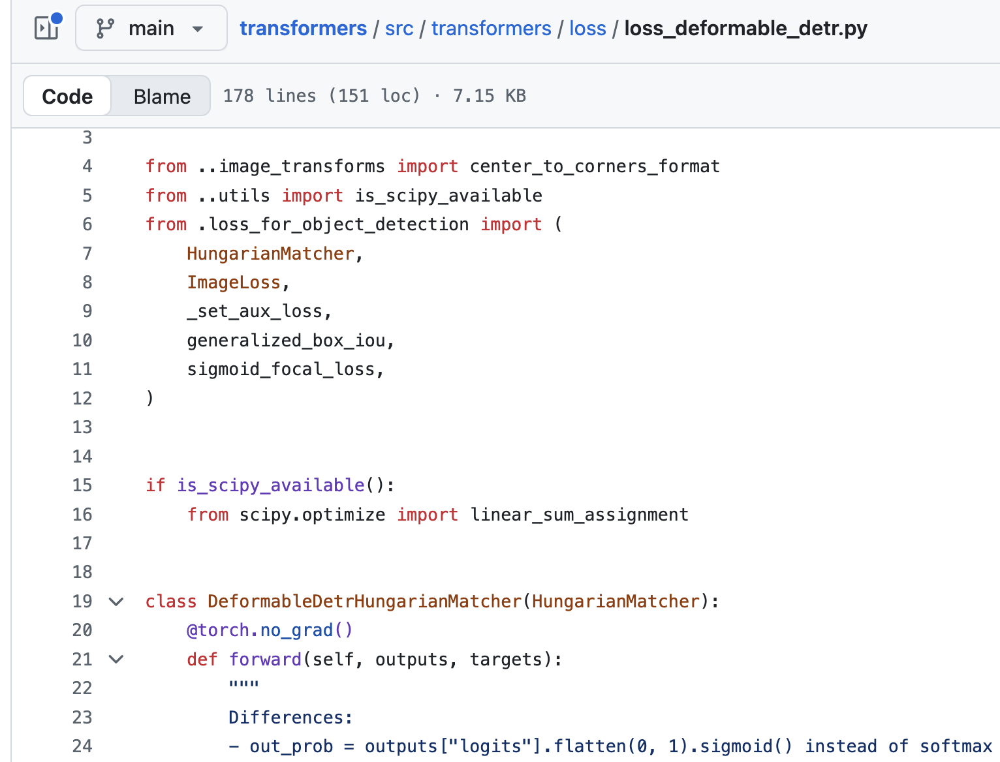 main transformers / src / transformers / loss / loss_deformable_detr.py
Code Blame 178 lines (151 loc) · 7.15 KB
3
4 from ..image_transforms import center_to_corners_format
5 from ..utils import is_scipy_available
6 from .loss_for_object_detection import (
7     HungarianMatcher,
8     ImageLoss,
9     _set_aux_loss,
10     generalized_box_iou,
11     sigmoid_focal_loss,
12 )
13
14
15 if is_scipy_available():
16     from scipy.optimize import linear_sum_assignment
17
18
19 class DeformableDetrHungarianMatcher(HungarianMatcher):
20     @torch.no_grad()
21     def forward(self, outputs, targets):
22         """
23         Differences:
24         - out_prob = outputs["logits"].flatten(0, 1).sigmoid() instead of softmax